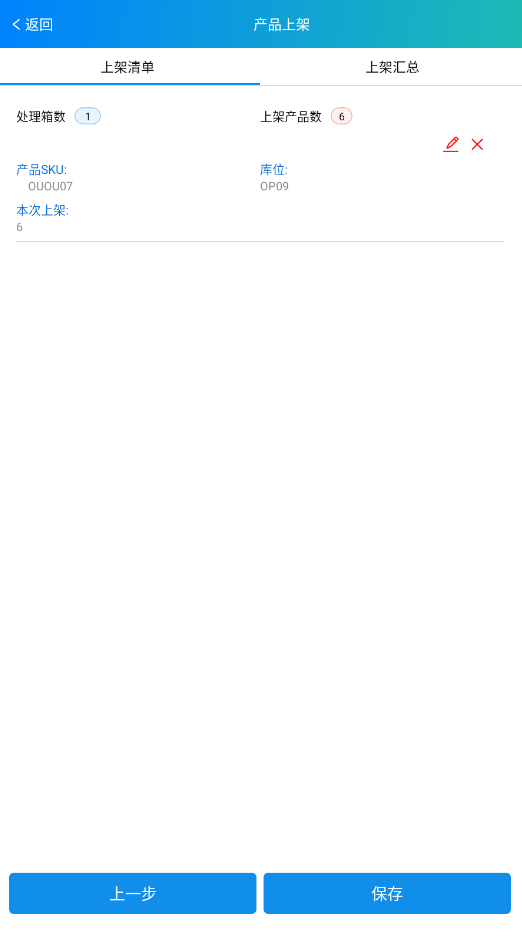 返回 产品上架
上架清单 上架汇总
处理箱数 1 上架产品数 6
产品SKU: 库位:
OUOU07 OP09
本次上架:
6
上一步 保存